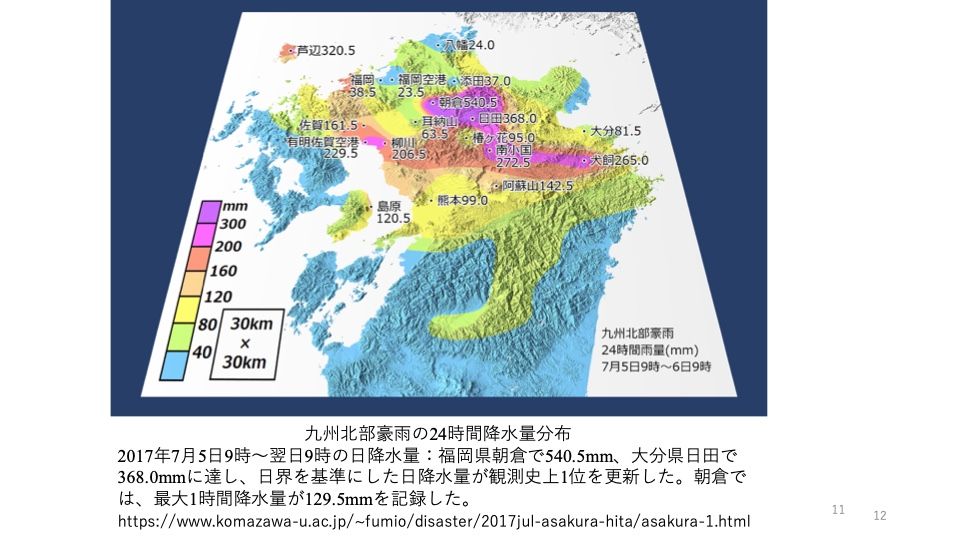 芦辺320.5
八幡24.0
福岡
38.5
福岡空港
23.5
添田37.0
朝倉540.5
日田368.0
耳納山
63.5
佐賀161.5
大分81.5
椿ヶ花95.0
有明佐賀空港
229.5
柳川
206.5
南小国
272.5
犬飼265.0
阿蘇山142.5
熊本99.0
島原
120.5
mm
300
200
160
120
80
40
30km
×
30km
九州北部豪雨
24時間雨量(mm)
7月5日9時〜6日9時
九州北部豪雨の24時間降水量分布
2017年7月5日9時〜翌日9時の日降水量：福岡県朝倉で540.5mm、大分県日田で
368.0mmに達し、日界を基準にした日降水量が観測史上1位を更新した。朝倉で
は、最大1時間降水量が129.5mmを記録した。
https://www.komazawa-u.ac.jp/~fumio/disaster/2017jul-asakura-hita/asakura-1.html
11
12